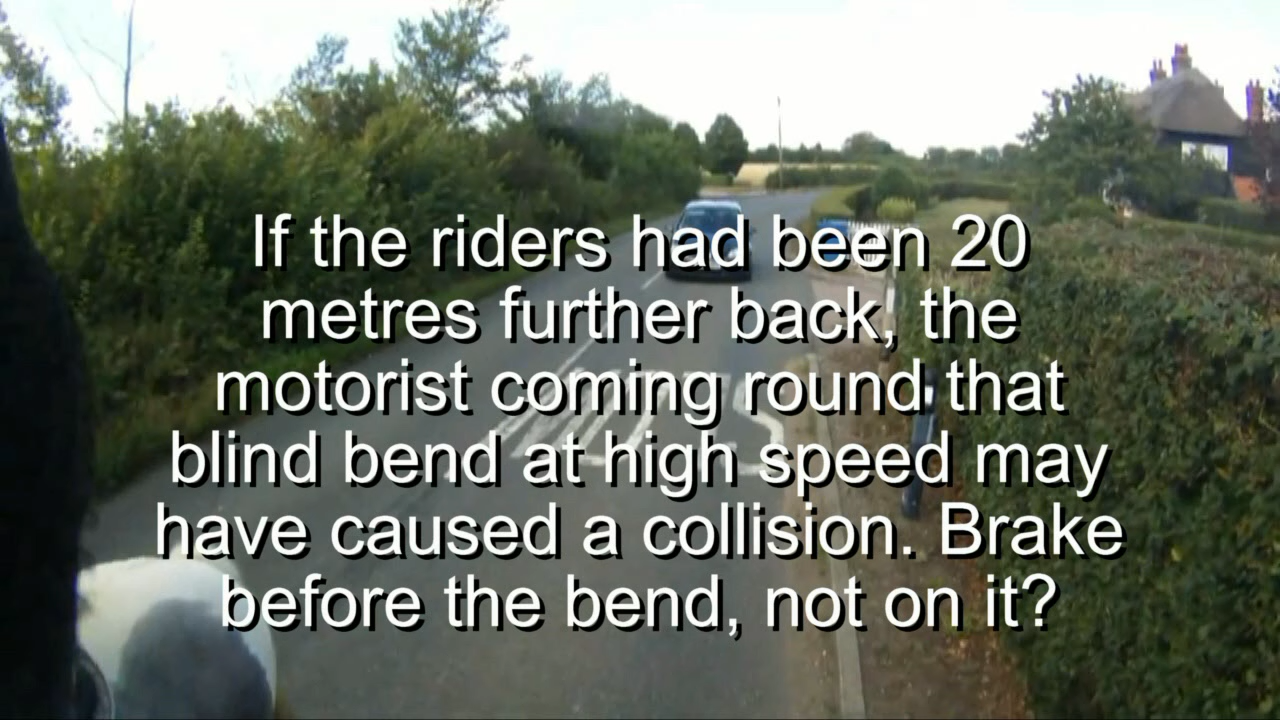 If the riders had been 20
metres further back, the
motorist coming round that
blind bend at high speed may
have caused a collision. Brake
before the bend, not on it?